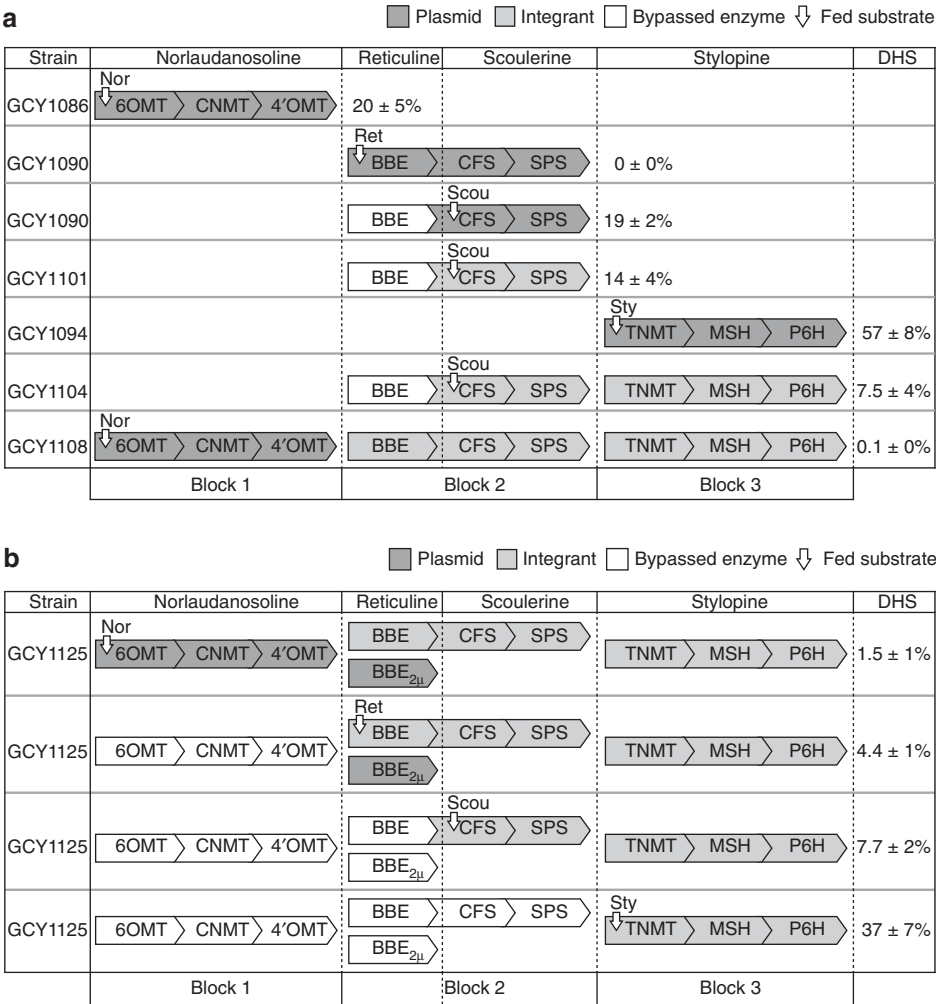 a
Plasmid Integrant Bypassed enzyme Fed substrate
Strain Norlaudanosoline Reticuline Scoulerine Stylopine DHS
Nor
GCY1086 6OMT CNMT 4′OMT 20 ± 5%
Ret
GCY1090 BBE CFS SPS 0 ± 0%
Scou
GCY1090 BBE CFS SPS 19 ± 2%
Scou
GCY1101 BBE CFS SPS 14 ± 4%
Sty
GCY1094 TNMT MSH P6H 57 ± 8%
Scou
GCY1104 BBE CFS SPS TNMT MSH P6H 7.5 ± 4%
Nor
GCY1108 6OMT CNMT 4′OMT BBE CFS SPS TNMT MSH P6H 0.1 ± 0%
Block 1 Block 2 Block 3
b
Plasmid Integrant Bypassed enzyme Fed substrate
Strain Norlaudanosoline Reticuline Scoulerine Stylopine DHS
Nor
BBE CFS SPS
GCY1125 6OMT CNMT 4′OMT TNMT MSH P6H 1.5 ± 1%
BBE2μ
Ret
BBE CFS SPS
GCY1125 6OMT CNMT 4′OMT TNMT MSH P6H 4.4 ± 1%
BBE2μ
Scou
BBE CFS SPS
GCY1125 6OMT CNMT 4′OMT TNMT MSH P6H 7.7 ± 2%
BBE2μ
Sty
BBE CFS SPS
GCY1125 6OMT CNMT 4′OMT TNMT MSH P6H 37 ± 7%
BBE2μ
Block 1 Block 2 Block 3